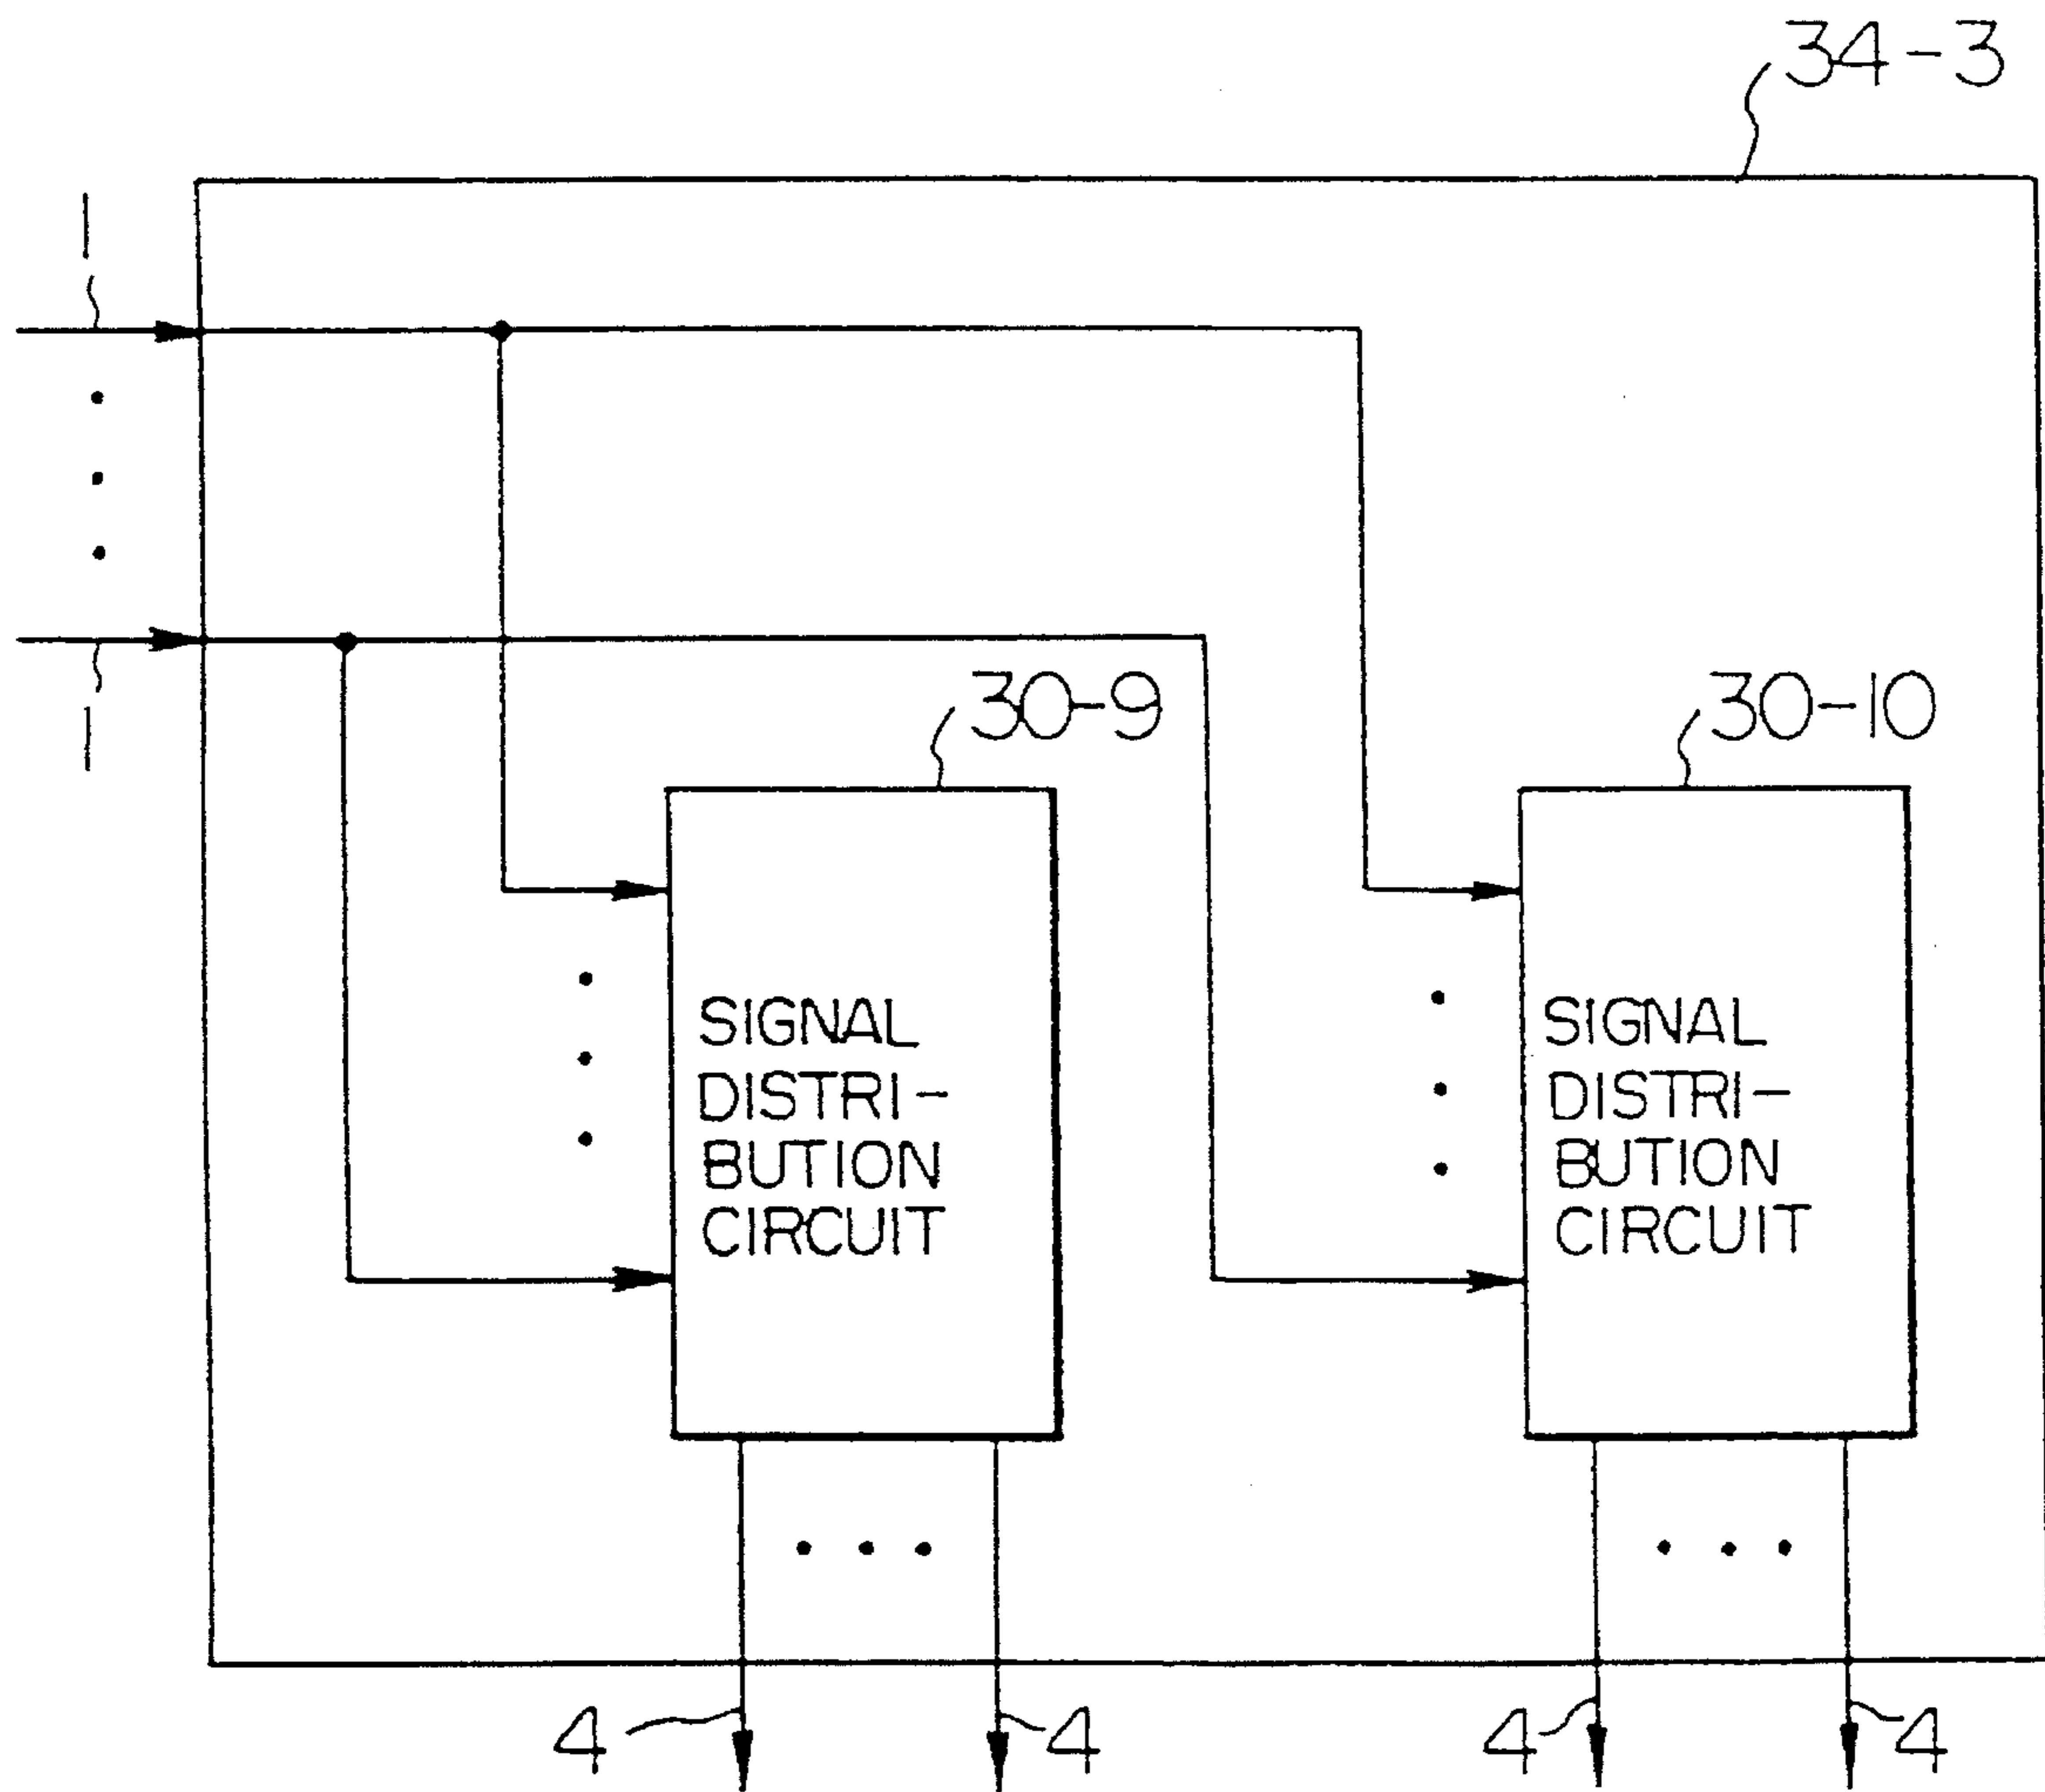 34-3
1
1
30-9
30-10
SIGNAL
DISTRI-
BUTION
CIRCUIT
SIGNAL
DISTRI-
BUTION
CIRCUIT
4
4
4
4